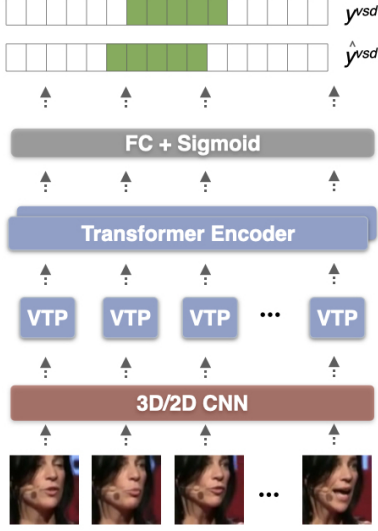 y^vsd
ŷ^vsd
FC + Sigmoid
Transformer Encoder
VTP VTP VTP ... VTP
3D/2D CNN
...